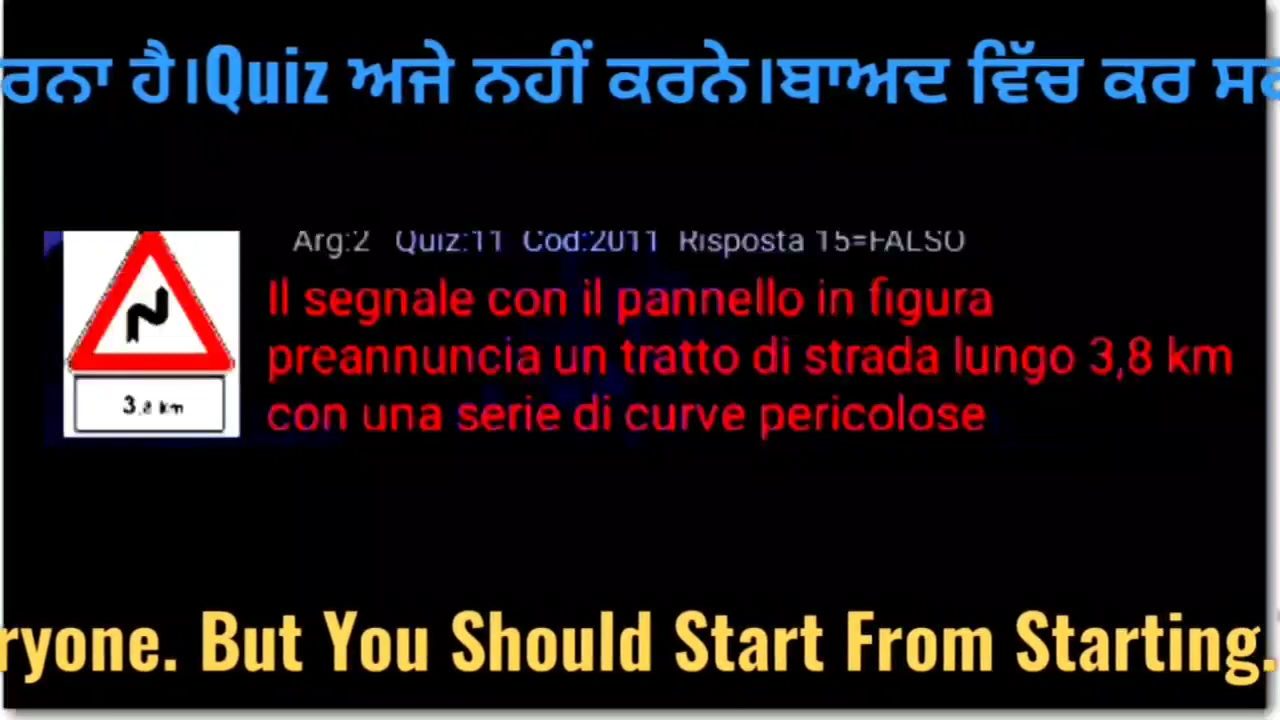 ਰਨਾ ਹੈ।Quiz ਅਜੇ ਨਹੀਂ ਕਰਨੇ।ਬਾਅਦ ਵਿੱਚ ਕਰ
Arg:2 Quiz:11 Cod:2011 Risposta 15=FALSO
Il segnale con il pannello in figura
preannuncia un tratto di strada lungo 3,8 km
con una serie di curve pericolose
3,8 km
ryone. But You Should Start From Starting.